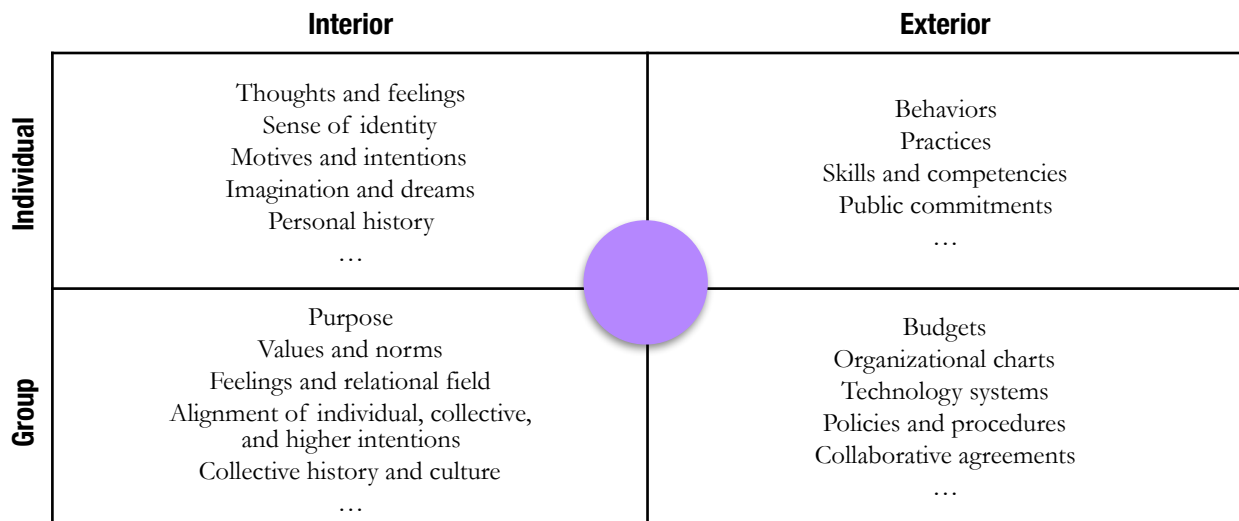 Interior
Exterior
Individual
Thoughts and feelings
Sense of identity
Motives and intentions
Imagination and dreams
Personal history
…
Behaviors
Practices
Skills and competencies
Public commitments
…
Group
Purpose
Values and norms
Feelings and relational field
Alignment of individual, collective,
and higher intentions
Collective history and culture
…
Budgets
Organizational charts
Technology systems
Policies and procedures
Collaborative agreements
…